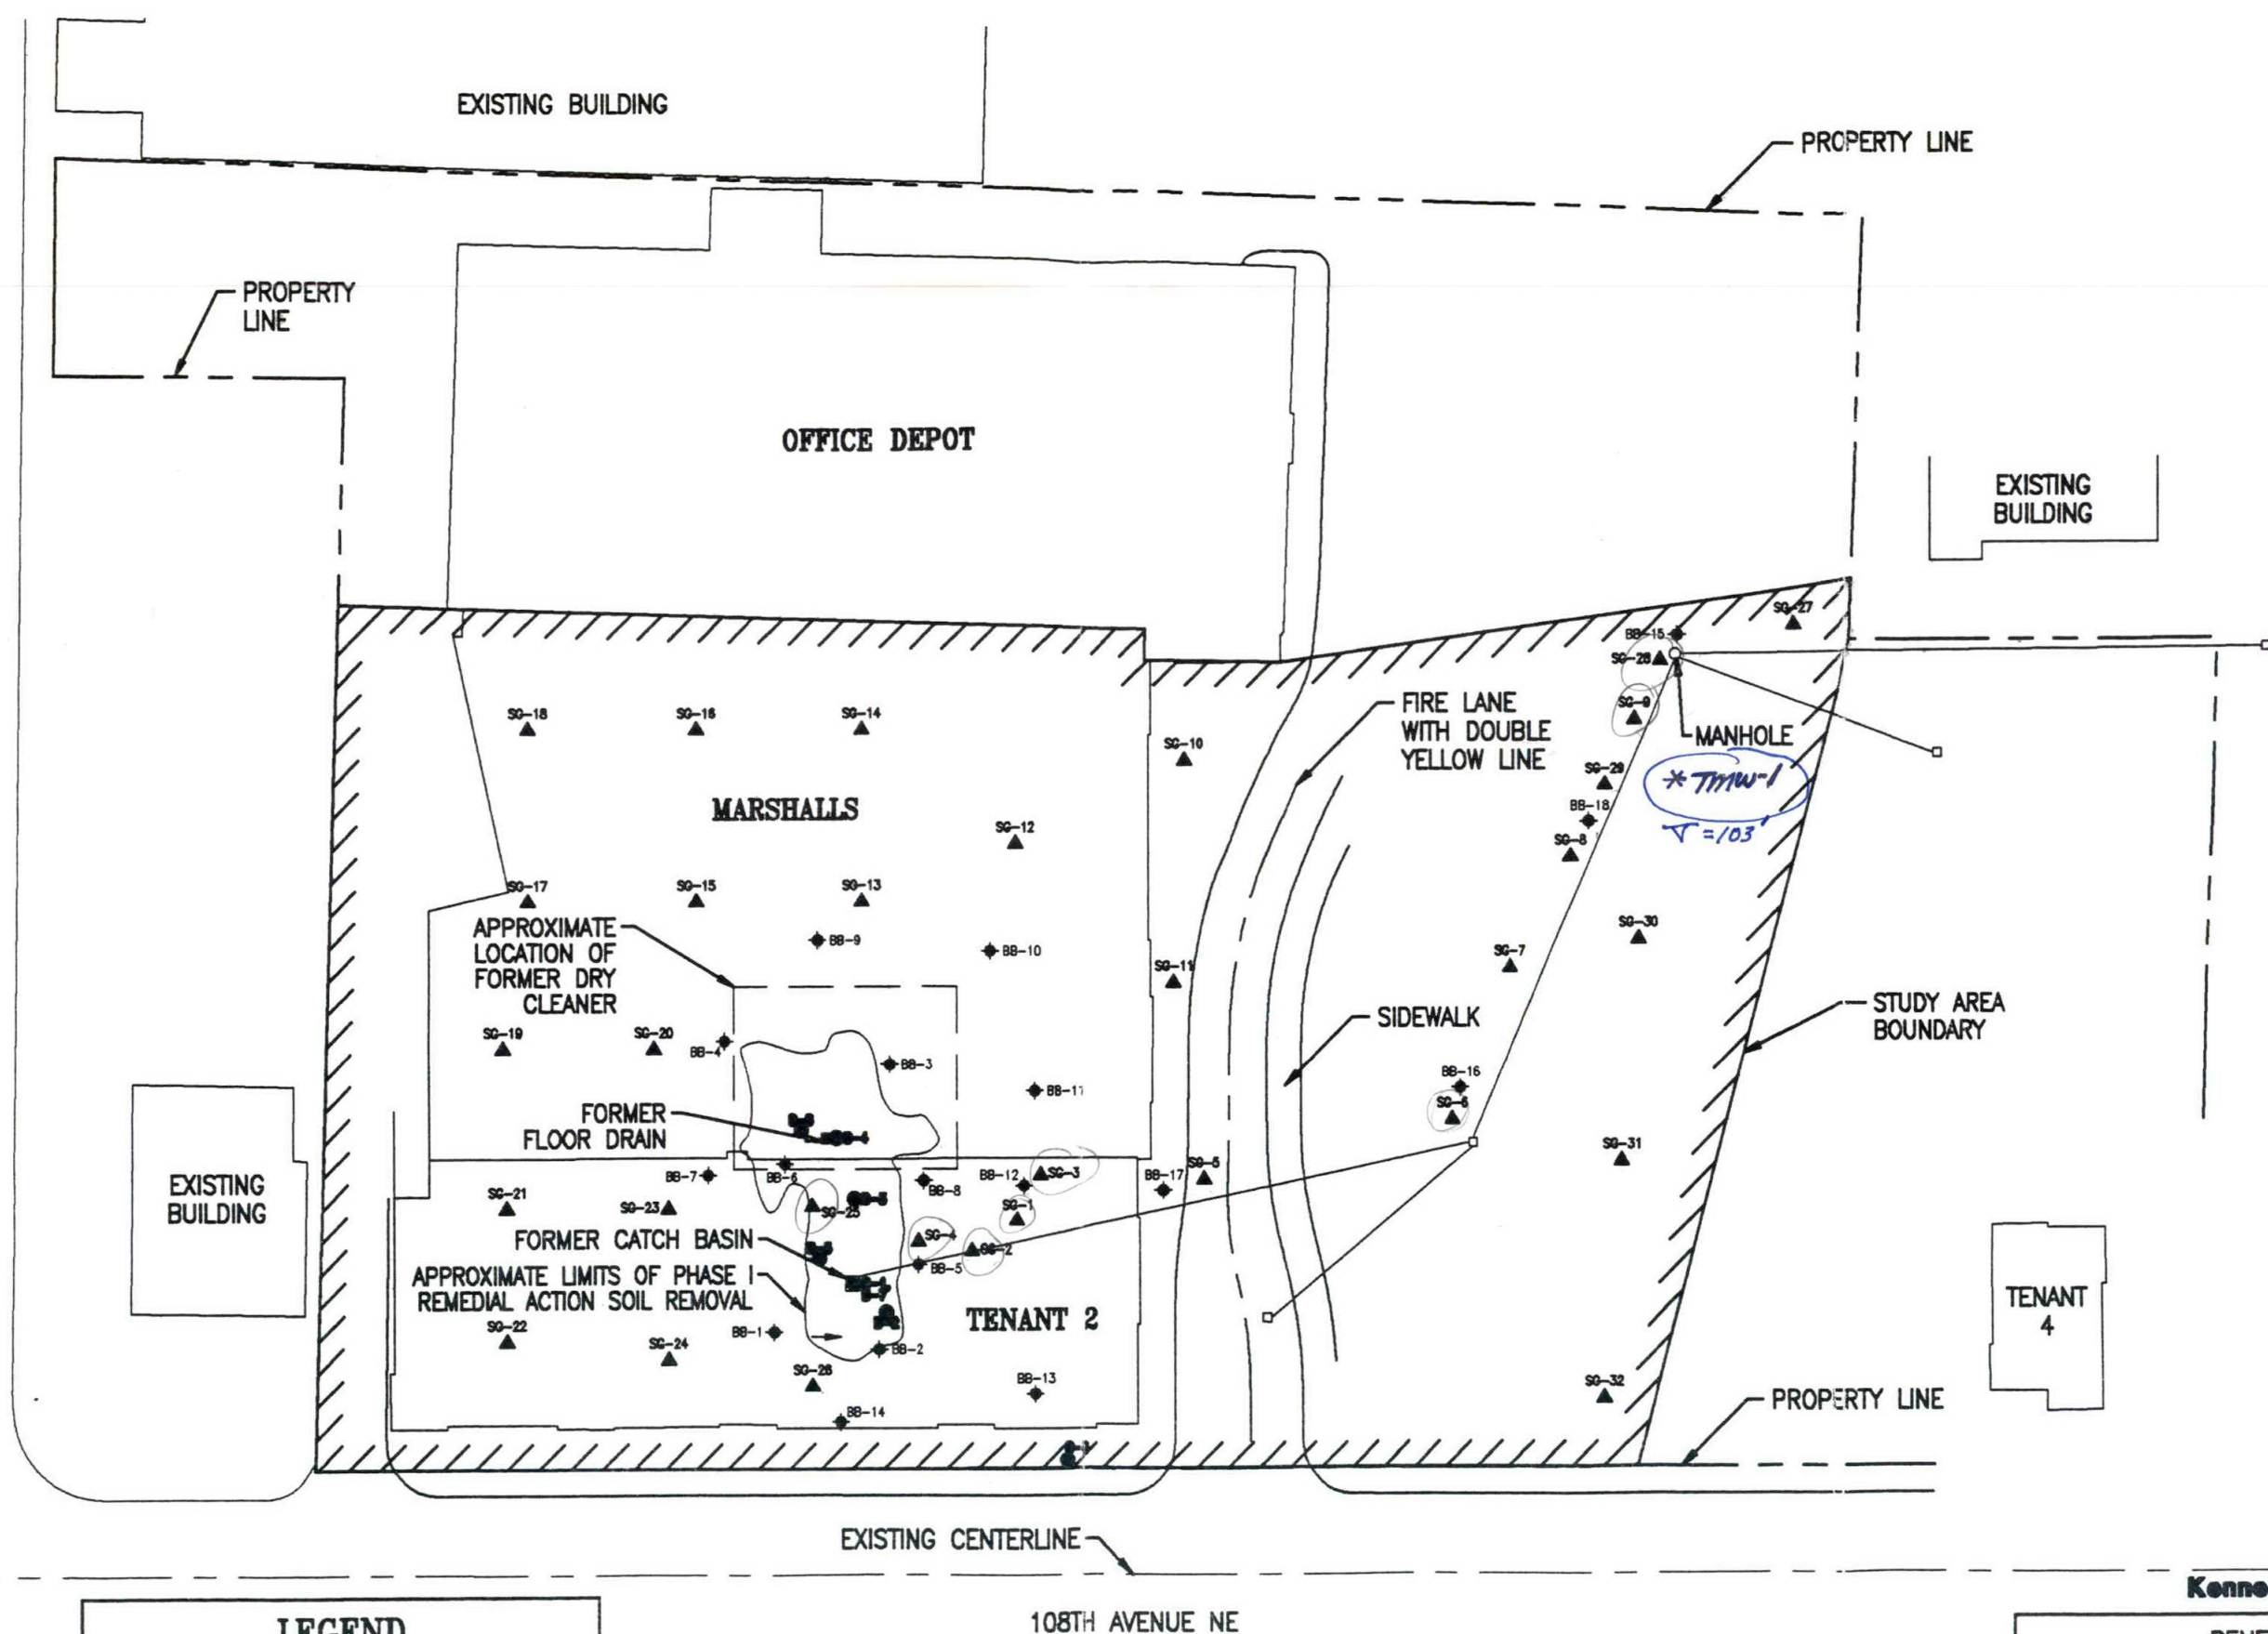 EXISTING BUILDING
PROPERTY LINE
PROPERTY
LINE
OFFICE DEPOT
EXISTING
BUILDING
SG-27
BB-15
SG-28
SG-9
MANHOLE
FIRE LANE
WITH DOUBLE
YELLOW LINE
SG-18
SG-16
SG-14
SG-10
SG-29
* TMW-1
BB-18
=103'
SG-8
MARSHALLS
SG-12
SG-17
SG-15
SG-13
APPROXIMATE
LOCATION OF
FORMER DRY
CLEANER
BB-9
BB-10
SG-30
SG-7
SG-11
SIDEWALK
STUDY AREA
BOUNDARY
SG-19
SG-20
BB-4
BB-3
BB-11
BB-16
SG-6
FORMER
FLOOR DRAIN
SG-31
EXISTING
BUILDING
BB-7
BB-6
BB-8
BB-12
SG-3
BB-17
SG-5
SG-21
SG-23
SG-25
SG-1
FORMER CATCH BASIN
SG-4
SG-2
BB-5
APPROXIMATE LIMITS OF PHASE I
REMEDIAL ACTION SOIL REMOVAL
TENANT 2
TENANT
4
SG-22
SG-24
BB-1
BB-2
SG-26
BB-13
SG-32
BB-14
PROPERTY LINE
EXISTING CENTERLINE
108TH AVENUE NE
LEGEND
Kenne